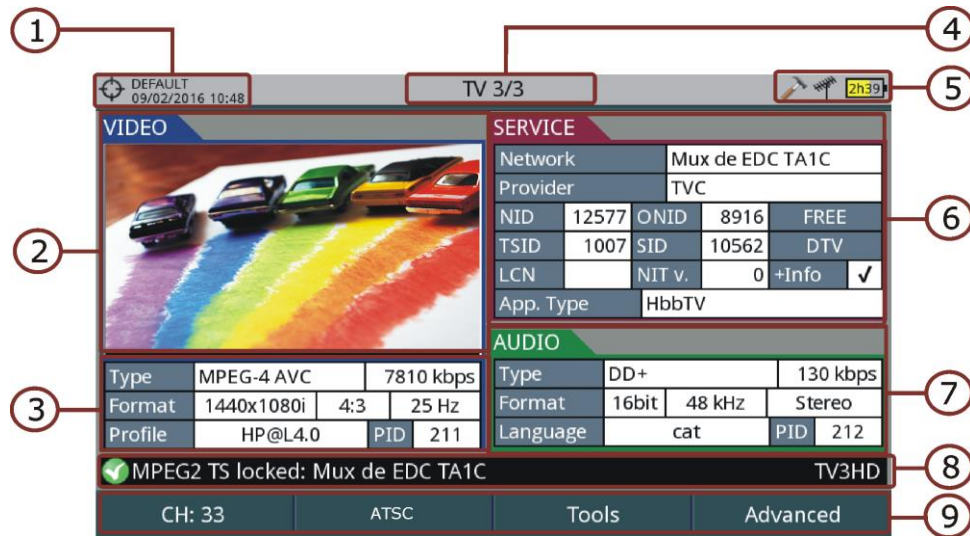 1
4
DEFAULT
09/02/2016 10:48
TV 3/3
2h39
5
VIDEO
SERVICE
Network Mux de EDC TA1C
Provider TVC
NID 12577 ONID 8916 FREE
6
2
TSID 1007 SID 10562 DTV
LCN NIT v. 0 +Info ✓
App. Type HbbTV
AUDIO
Type MPEG-4 AVC 7810 kbps
Format 1440x1080i 4:3 25 Hz
Profile HP@L4.0 PID 211
3
Type DD+ 130 kbps
Format 16bit 48 kHz Stereo
Language cat PID 212
7
MPEG2 TS locked: Mux de EDC TA1C TV3HD
8
CH: 33 ATSC Tools Advanced
9